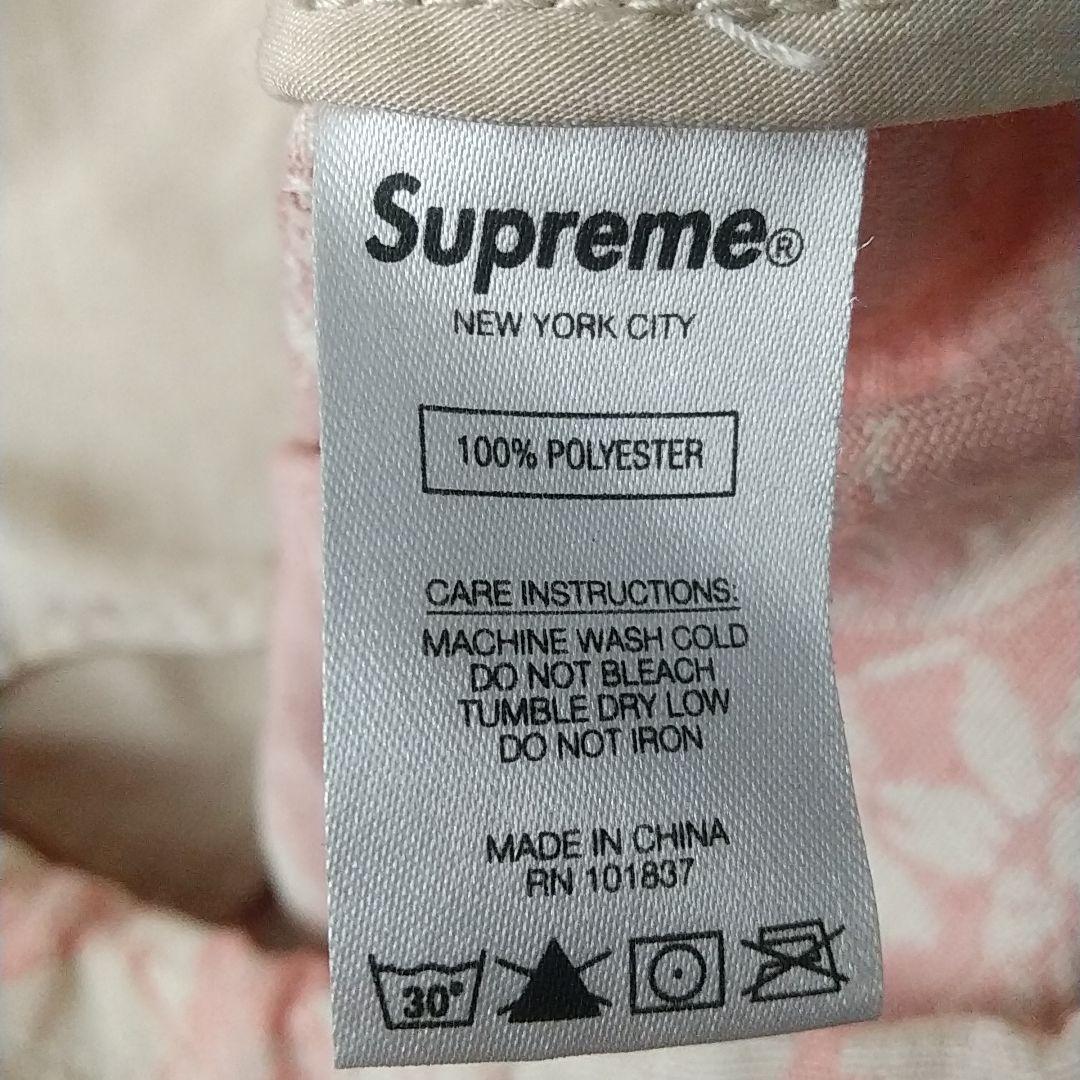 Supreme®
NEW YORK CITY
100% POLYESTER
CARE INSTRUCTIONS:
MACHINE WASH COLD
DO NOT BLEACH
TUMBLE DRY LOW
DO NOT IRON
MADE IN CHINA
RN 101837
30°